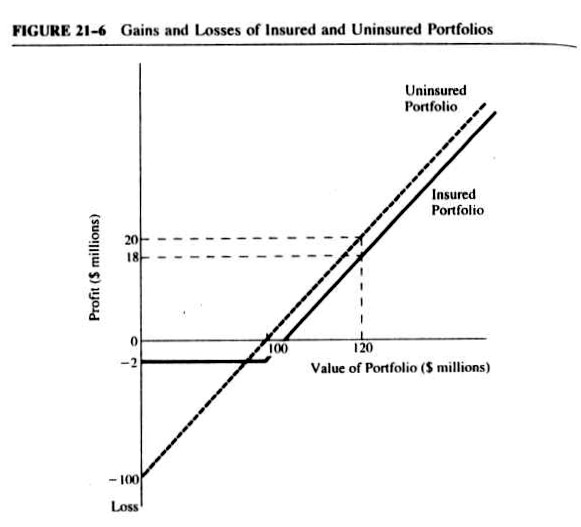 FIGURE 21–6 Gains and Losses of Insured and Uninsured Portfolios
Uninsured
Portfolio
Insured
Portfolio
Profit ($ millions)
20
18
0
–2
100
120
Value of Portfolio ($ millions)
–100
Loss